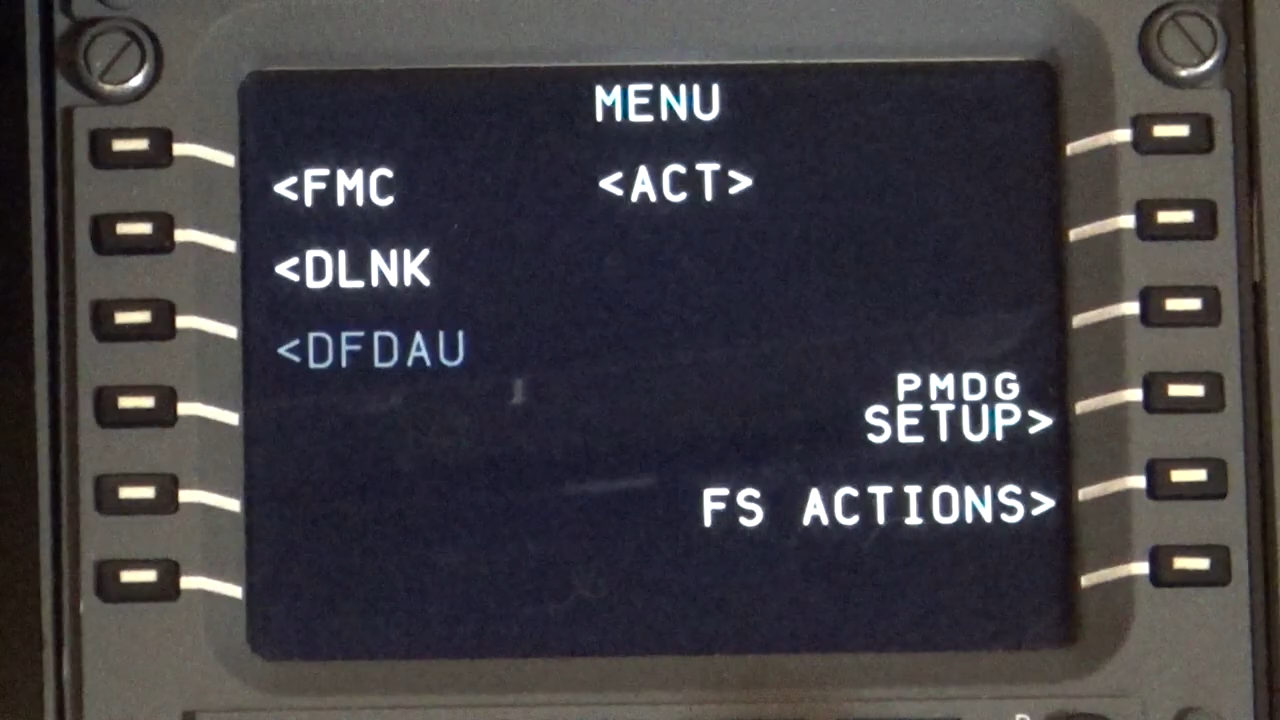 MENU
<FMC <ACT>
<DLNK
<DFDAU
PMDG
SETUP>
FS ACTIONS>